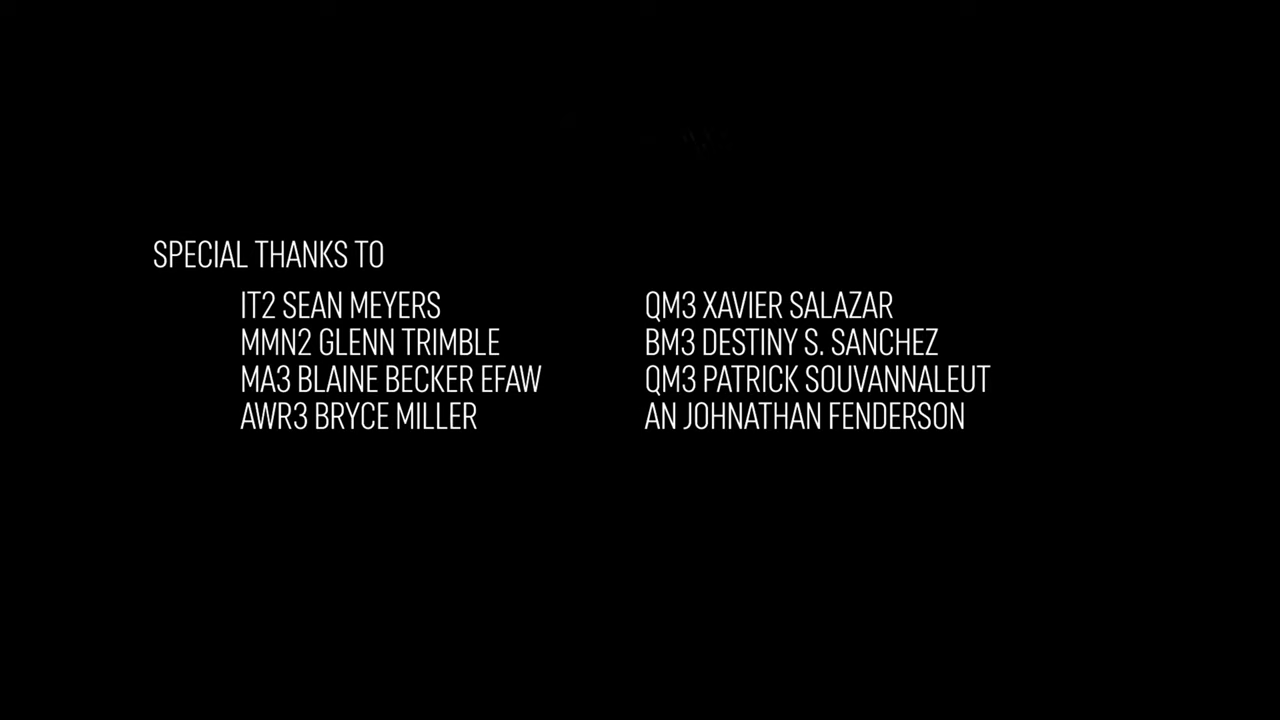 SPECIAL THANKS TO
IT2 SEAN MEYERS
MMN2 GLENN TRIMBLE
MA3 BLAINE BECKER EFAW
AWR3 BRYCE MILLER
QM3 XAVIER SALAZAR
BM3 DESTINY S. SANCHEZ
QM3 PATRICK SOUVANNALEUT
AN JOHNATHAN FENDERSON